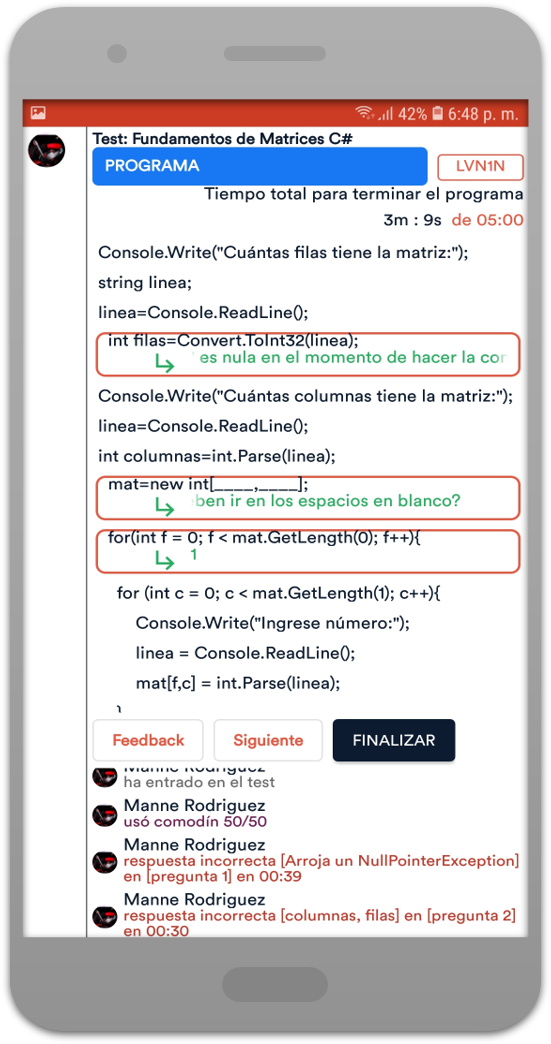 42% 6:48 p. m.
Test: Fundamentos de Matrices C#
PROGRAMA
LVN1N
Tiempo total para terminar el programa
3m : 9s de 05:00
Console.Write("Cuántas filas tiene la matriz:");
string linea;
linea=Console.ReadLine();
int filas=Convert.ToInt32(linea);
es nula en el momento de hacer la con
Console.Write("Cuántas columnas tiene la matriz:");
linea=Console.ReadLine();
int columnas=int.Parse(linea);
mat=new int[____,____];
ben ir en los espacios en blanco?
for(int f = 0; f < mat.GetLength(0); f++){
1
for (int c = 0; c < mat.GetLength(1); c++){
Console.Write("Ingrese número:");
linea = Console.ReadLine();
mat[f,c] = int.Parse(linea);
}
Feedback
Siguiente
FINALIZAR
Manne Rodriguez
ha entrado en el test
Manne Rodriguez
usó comodín 50/50
Manne Rodriguez
respuesta incorrecta [Arroja un NullPointerException]
en [pregunta 1] en 00:39
Manne Rodriguez
respuesta incorrecta [columnas, filas] en [pregunta 2]
en 00:30